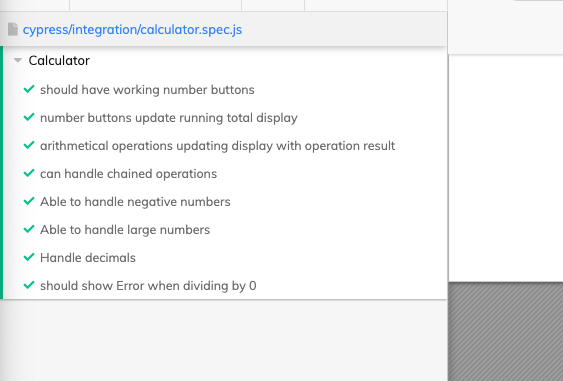 cypress/integration/calculator.spec.js
Calculator
should have working number buttons
number buttons update running total display
arithmetical operations updating display with operation result
can handle chained operations
Able to handle negative numbers
Able to handle large numbers
Handle decimals
should show Error when dividing by 0